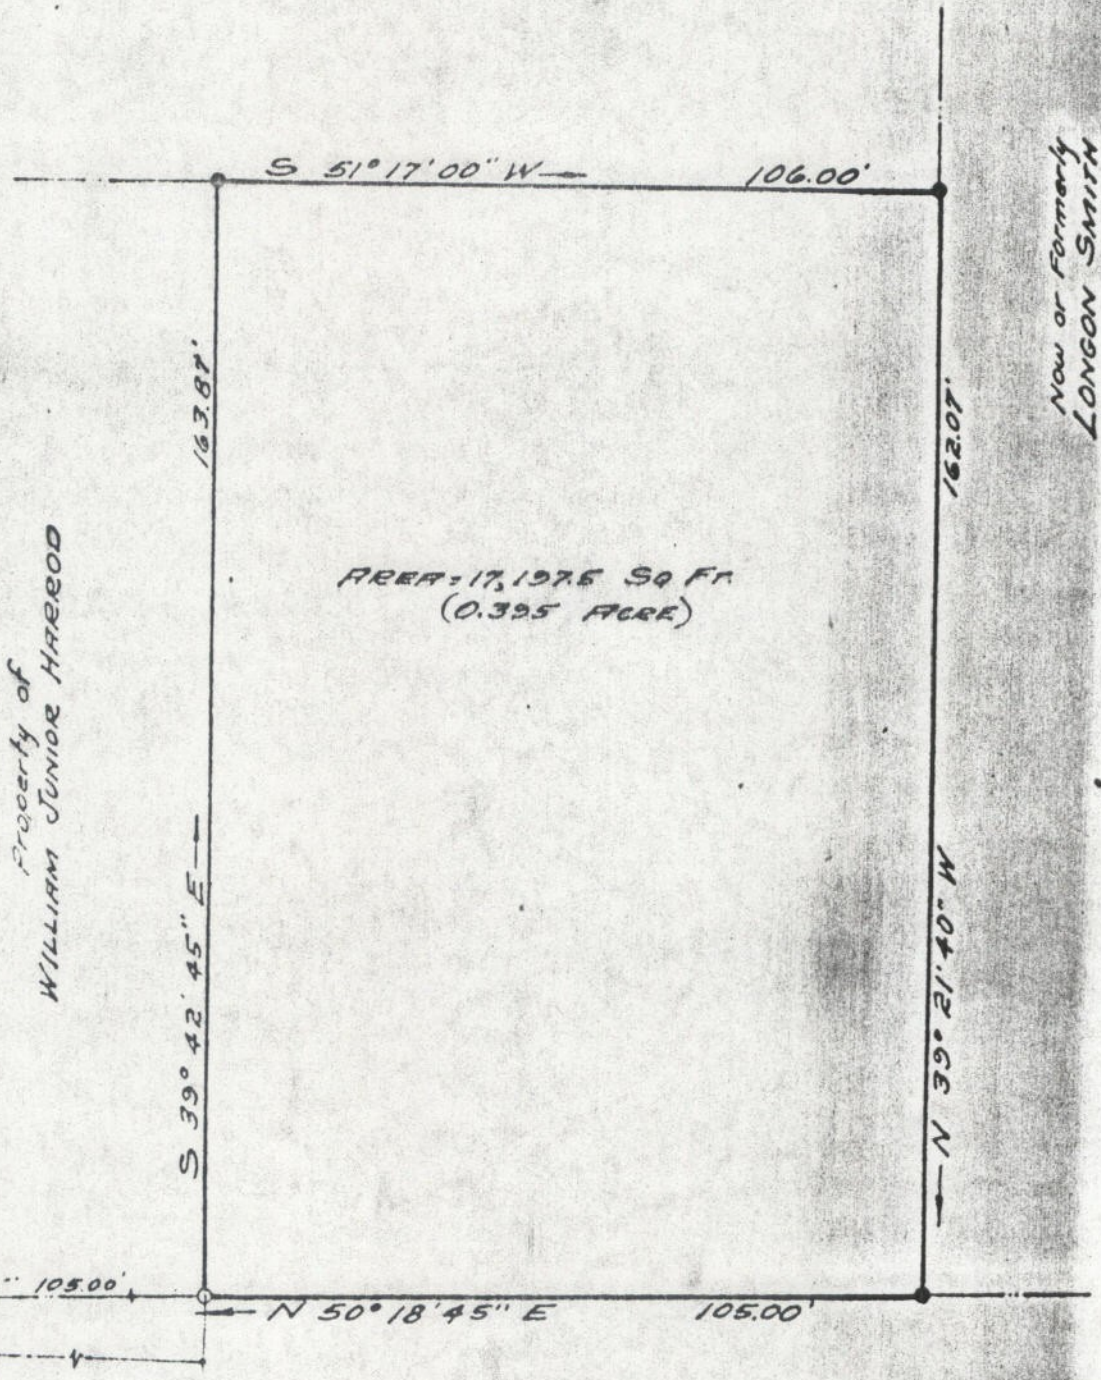 S 51° 17' 00" W
106.00'
163.87'
162.07'
Now or Formerly
LONGON SMITH
AREA = 17,197.5 SQ FT.
(0.395 ACRE)
Property of
WILLIAM JUNIOR HARROD
S 39° 42' 45" E
N 39° 21' 40" W
" 105.00'
N 50° 18' 45" E
105.00'